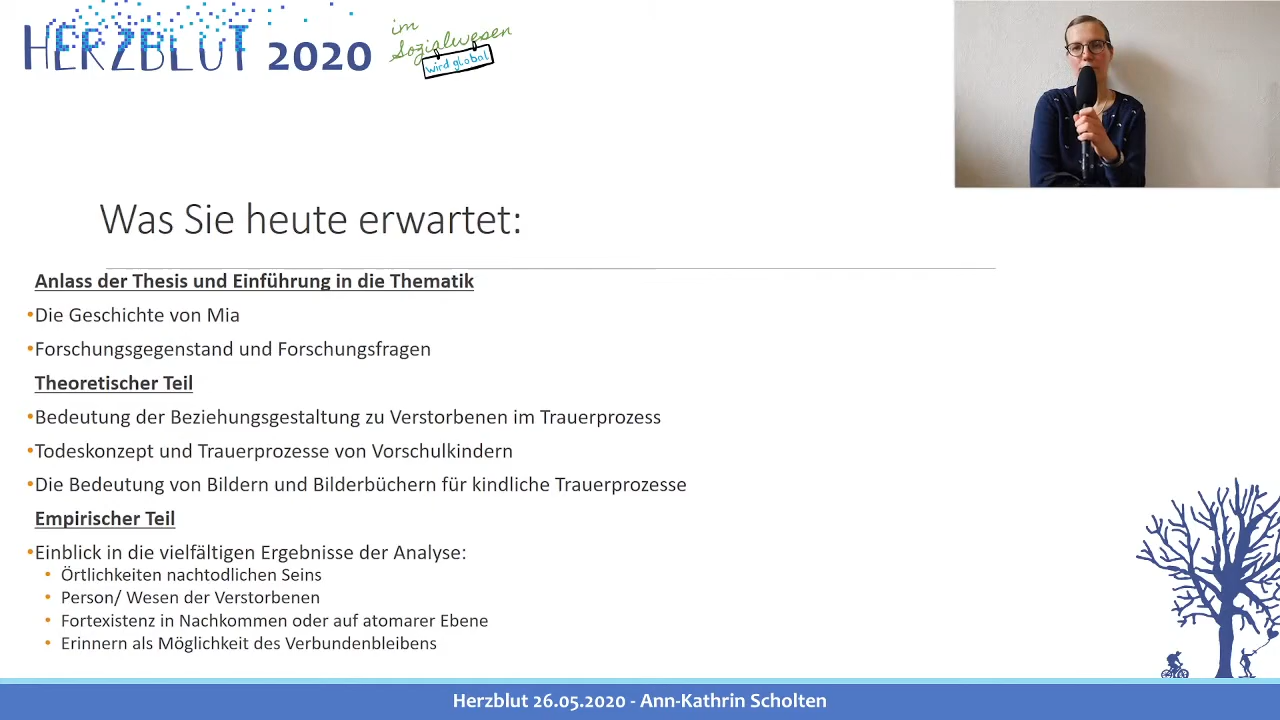 HERZBLUT 2020
im
Sozialwesen
wird global
Was Sie heute erwartet:
Anlass der Thesis und Einführung in die Thematik
•Die Geschichte von Mia
•Forschungsgegenstand und Forschungsfragen
Theoretischer Teil
•Bedeutung der Beziehungsgestaltung zu Verstorbenen im Trauerprozess
•Todeskonzept und Trauerprozesse von Vorschulkindern
•Die Bedeutung von Bildern und Bilderbüchern für kindliche Trauerprozesse
Empirischer Teil
•Einblick in die vielfältigen Ergebnisse der Analyse:
• Örtlichkeiten nachtodlichen Seins
• Person/ Wesen der Verstorbenen
• Fortexistenz in Nachkommen oder auf atomarer Ebene
• Erinnern als Möglichkeit des Verbundenbleibens
Herzblut 26.05.2020 - Ann-Kathrin Scholten